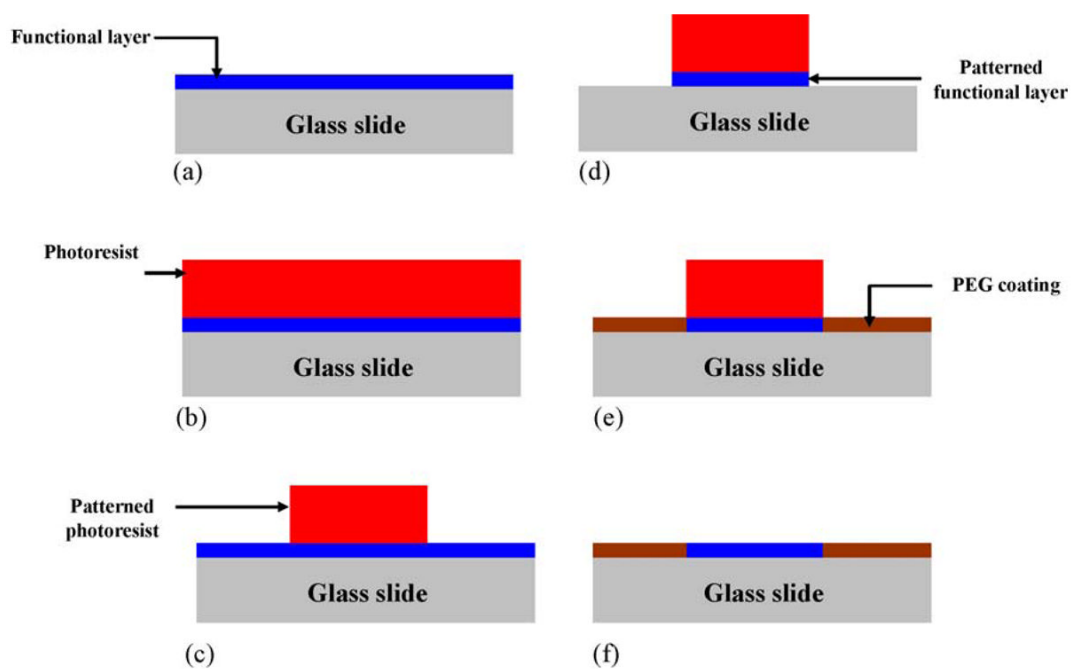 Functional layer
Glass slide
(a)
Photoresist
Glass slide
(b)
Patterned
photoresist
Glass slide
(c)
Patterned
functional layer
Glass slide
(d)
PEG coating
Glass slide
(e)
Glass slide
(f)